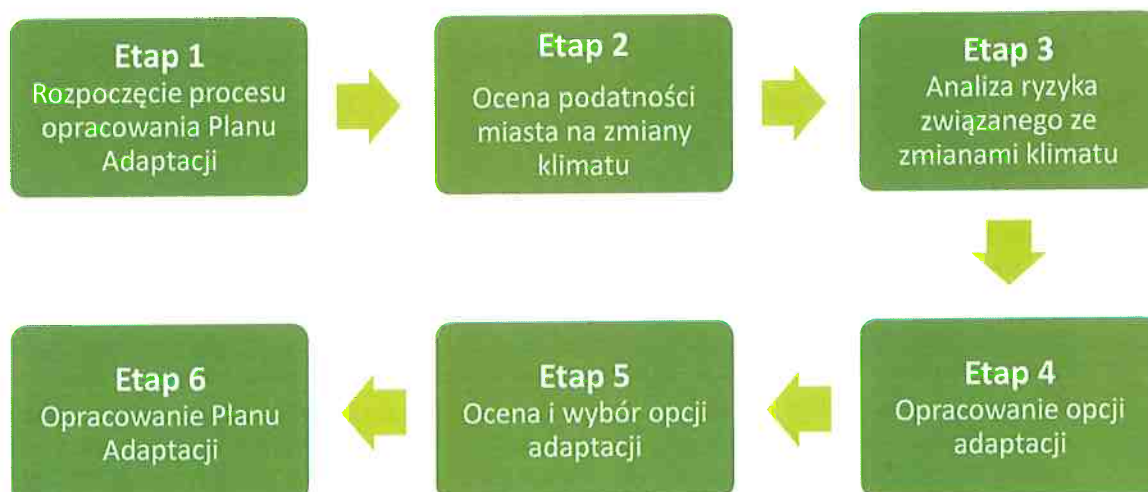 Etap 1
Rozpoczęcie procesu
opracowania Planu
Adaptacji
Etap 2
Ocena podatności
miasta na zmiany
klimatu
Etap 3
Analiza ryzyka
związanego ze
zmianami klimatu
Etap 4
Opracowanie opcji
adaptacji
Etap 5
Ocena i wybór opcji
adaptacji
Etap 6
Opracowanie Planu
Adaptacji